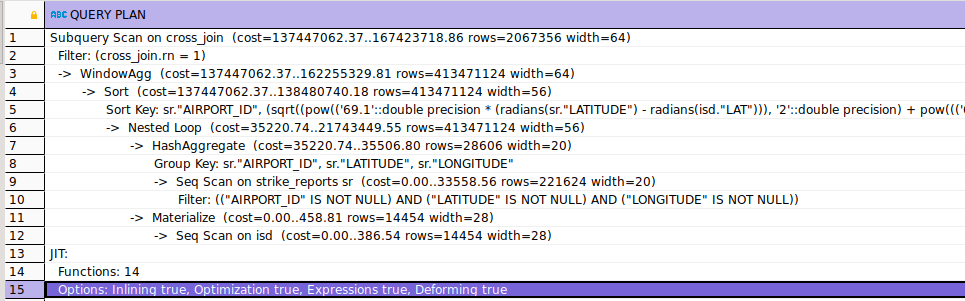 ABC QUERY PLAN
1 Subquery Scan on cross_join (cost=137447062.37..167423718.86 rows=2067356 width=64)
2 Filter: (cross_join.rn = 1)
3 -> WindowAgg (cost=137447062.37..162255329.81 rows=413471124 width=64)
4 -> Sort (cost=137447062.37..138480740.18 rows=413471124 width=56)
5 Sort Key: sr."AIRPORT_ID", (sqrt((pow(('69.1'::double precision * (radians(sr."LATITUDE") - radians(isd."LAT"))), '2'::double precision) + pow((('
6 -> Nested Loop (cost=35220.74..21743449.55 rows=413471124 width=56)
7 -> HashAggregate (cost=35220.74..35506.80 rows=28606 width=20)
8 Group Key: sr."AIRPORT_ID", sr."LATITUDE", sr."LONGITUDE"
9 -> Seq Scan on strike_reports sr (cost=0.00..33558.56 rows=221624 width=20)
10 Filter: (("AIRPORT_ID" IS NOT NULL) AND ("LATITUDE" IS NOT NULL) AND ("LONGITUDE" IS NOT NULL))
11 -> Materialize (cost=0.00..458.81 rows=14454 width=28)
12 -> Seq Scan on isd (cost=0.00..386.54 rows=14454 width=28)
13 JIT:
14 Functions: 14
15 Options: Inlining true, Optimization true, Expressions true, Deforming true